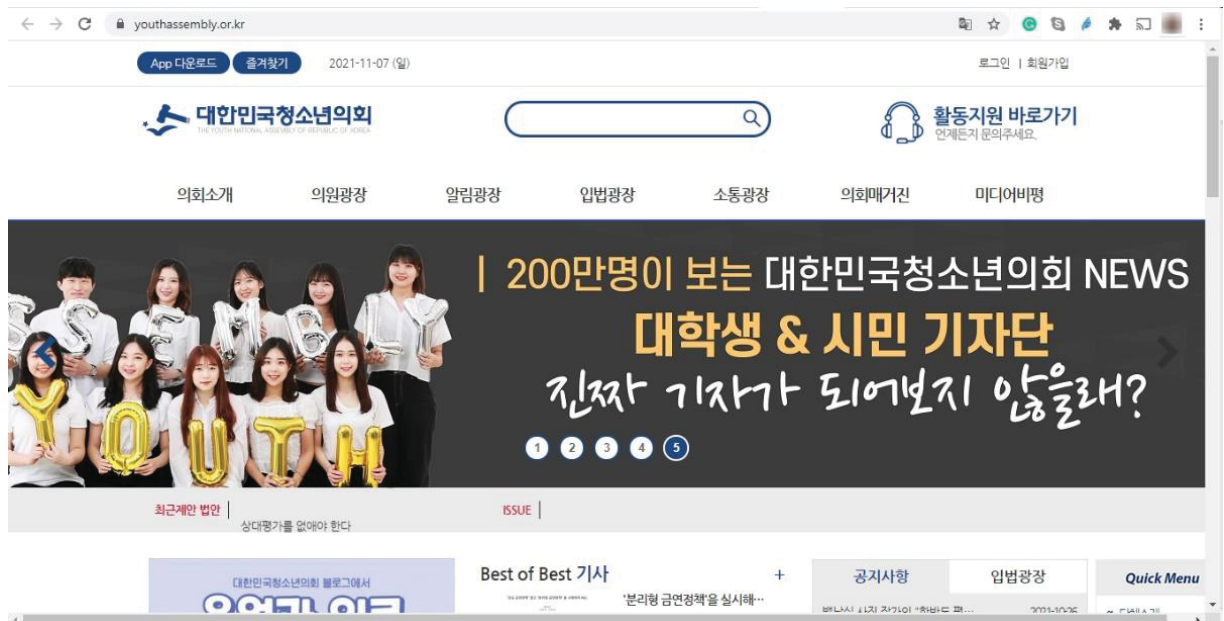 youthassembly.or.kr
App 다운로드 즐겨찾기 2021-11-07 (일) 로그인 | 회원가입
대한민국청소년의회
THE YOUTH NATIONAL ASSEMBLY OF REPUBLIC OF KOREA
활동지원 바로가기
언제든지 문의주세요.
의회소개 의원광장 알림광장 입법광장 소통광장 의회매거진 미디어비평
SSEMBLY
YOUTH
| 200만명이 보는 대한민국청소년의회 NEWS
대학생 & 시민 기자단
진짜 기자가 되어보지 않을래?
1 2 3 4 5
최근제안 법안 | ISSUE |
상대평가를 없애야 한다
대한민국청소년의회 블로그에서
Best of Best 기사 +
'분리형 금연정책'을 실시해…
공지사항 입법광장
2021-10-26
Quick Menu